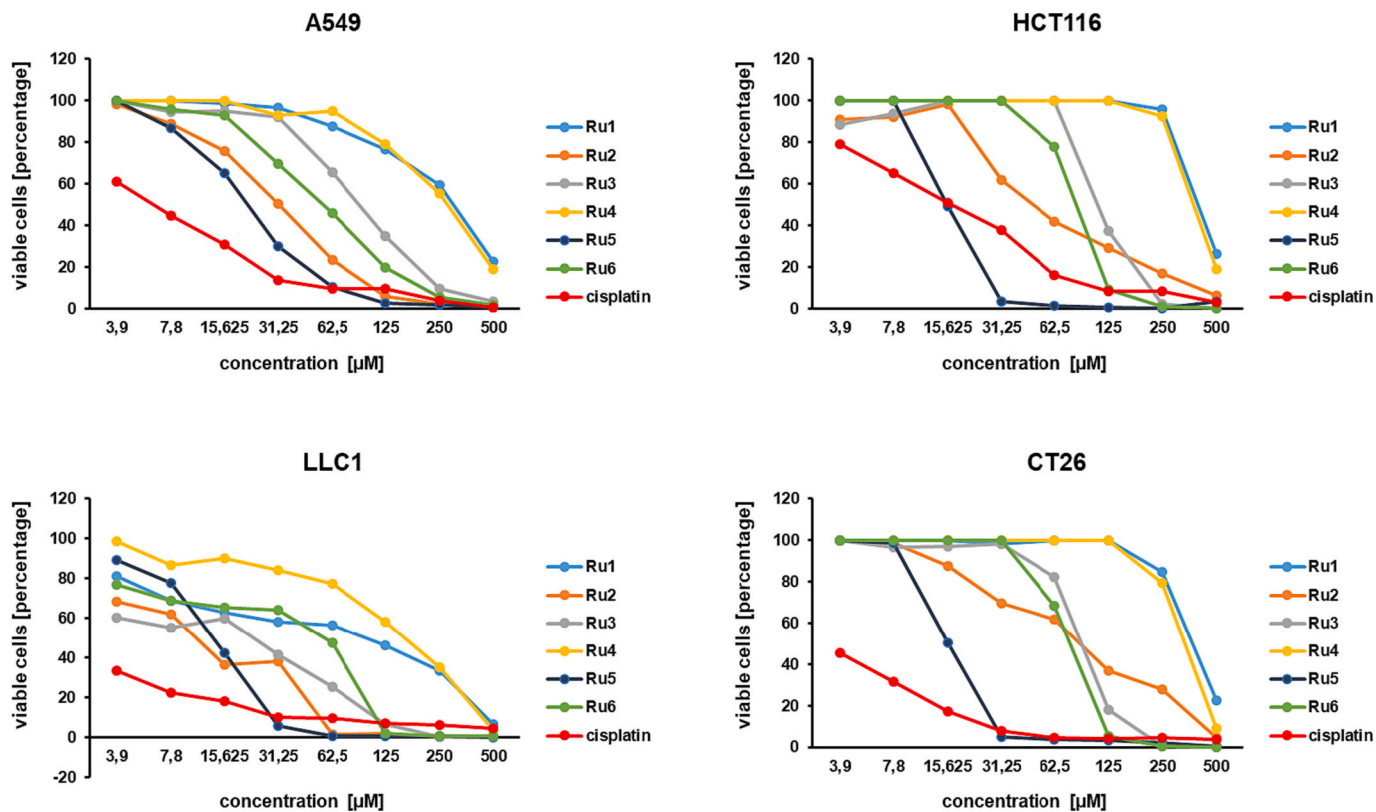 A549
viable cells [percentage]
120
100
80
60
40
20
0
3,9 7,8 15,625 31,25 62,5 125 250 500
concentration [µM]
Ru1
Ru2
Ru3
Ru4
Ru5
Ru6
cisplatin
HCT116
viable cells [percentage]
120
100
80
60
40
20
0
3,9 7,8 15,625 31,25 62,5 125 250 500
concentration [µM]
Ru1
Ru2
Ru3
Ru4
Ru5
Ru6
cisplatin
LLC1
viable cells [percentage]
120
100
80
60
40
20
0
-20
3,9 7,8 15,625 31,25 62,5 125 250 500
concentration [µM]
Ru1
Ru2
Ru3
Ru4
Ru5
Ru6
cisplatin
CT26
viable cells [percentage]
120
100
80
60
40
20
0
3,9 7,8 15,625 31,25 62,5 125 250 500
concentration [µM]
Ru1
Ru2
Ru3
Ru4
Ru5
Ru6
cisplatin